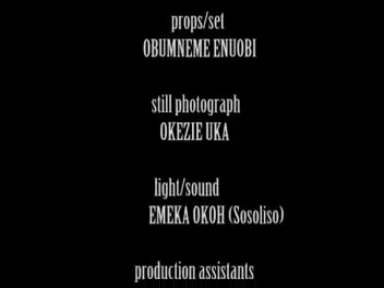 props/set
OBUMNEME ENUOBI
still photograph
OKEZIE UKA
light/sound
EMEKA OKOH (Sosoliso)
production assistants